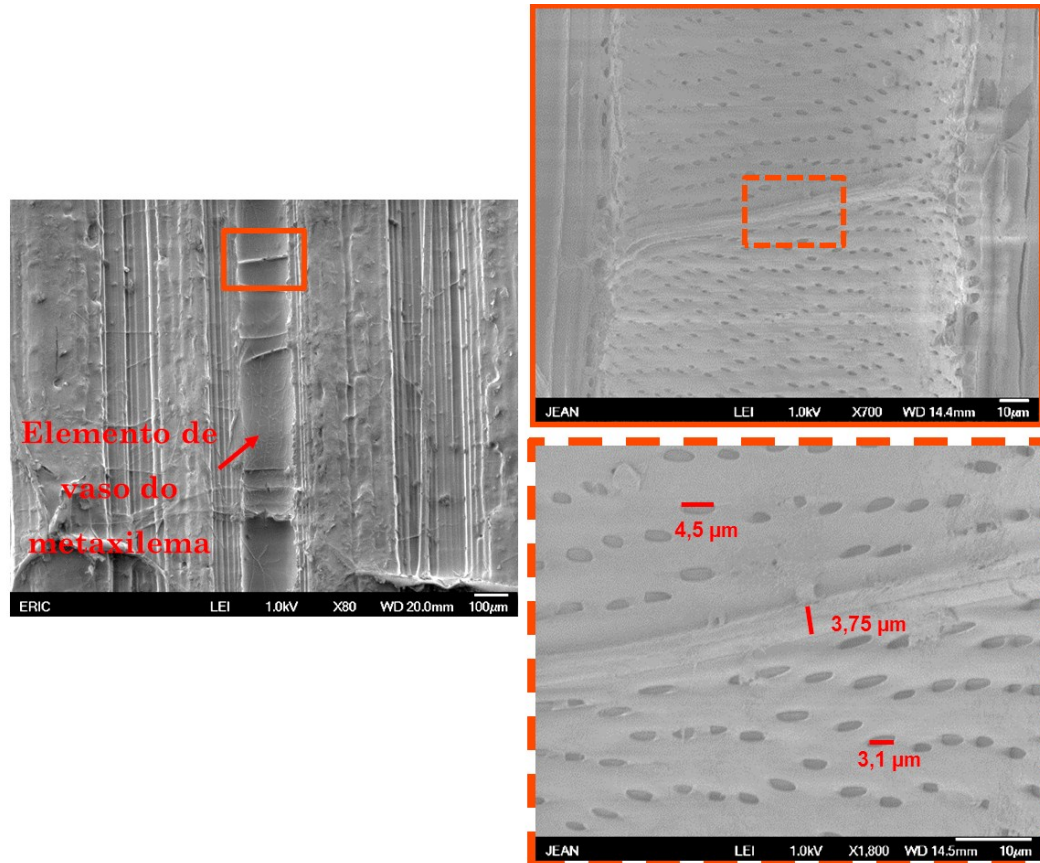 Elemento de
vaso do
metaxilema
ERIC LEI 1.0kV X80 WD 20.0mm 100µm
JEAN LEI 1.0kV X700 WD 14.4mm 10µm
4,5 µm
3,75 µm
3,1 µm
JEAN LEI 1.0kV X1,800 WD 14.5mm 10µm